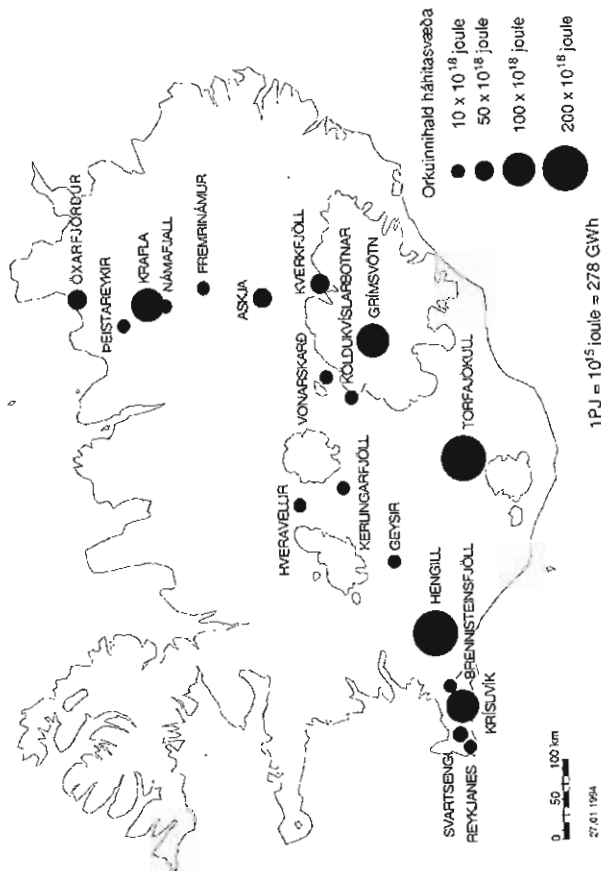 ÖXARFJÖRÐUR
ÞEISTAREYKIR
KRAFLA
NÁMAFJALL
FREMRINÁMUR
ASKJA
KVERKFJÖLL
VONARSKARÐ
KÖLDUKVÍSLARBOTNAR
GRÍMSVÖTN
HVERAVELLIR
KERLINGARFJÖLL
GEYSIR
TORFAJÖKULL
HENGILL
BRENNISTEINSFJÖLL
KRÍSUVÍK
SVARTSENGI
REYKJANES
Orkuinnihald háhitasvæða
10 x 10¹⁸ joule
50 x 10¹⁸ joule
100 x 10¹⁸ joule
200 x 10¹⁸ joule
1PJ = 10¹⁵ joule = 278 GWh
0 50 100 km
27.01 1994